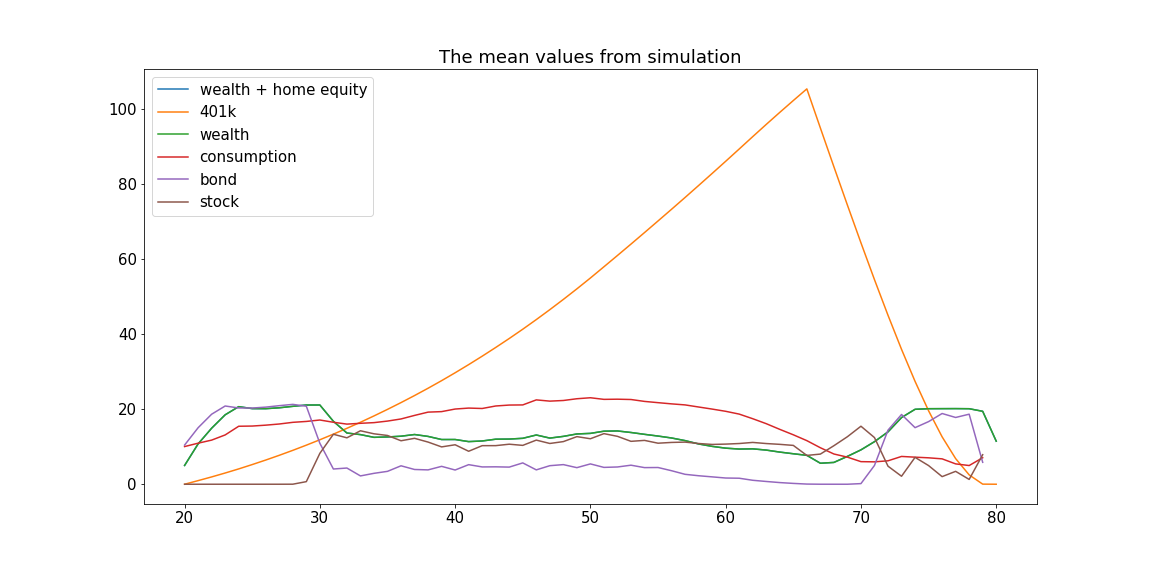 The mean values from simulation
wealth + home equity
401k
wealth
consumption
bond
stock
100
80
60
40
20
0
20 30 40 50 60 70 80